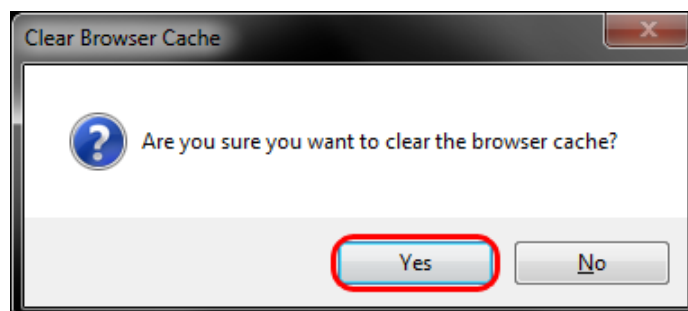 Clear Browser Cache
Are you sure you want to clear the browser cache?
Yes
No